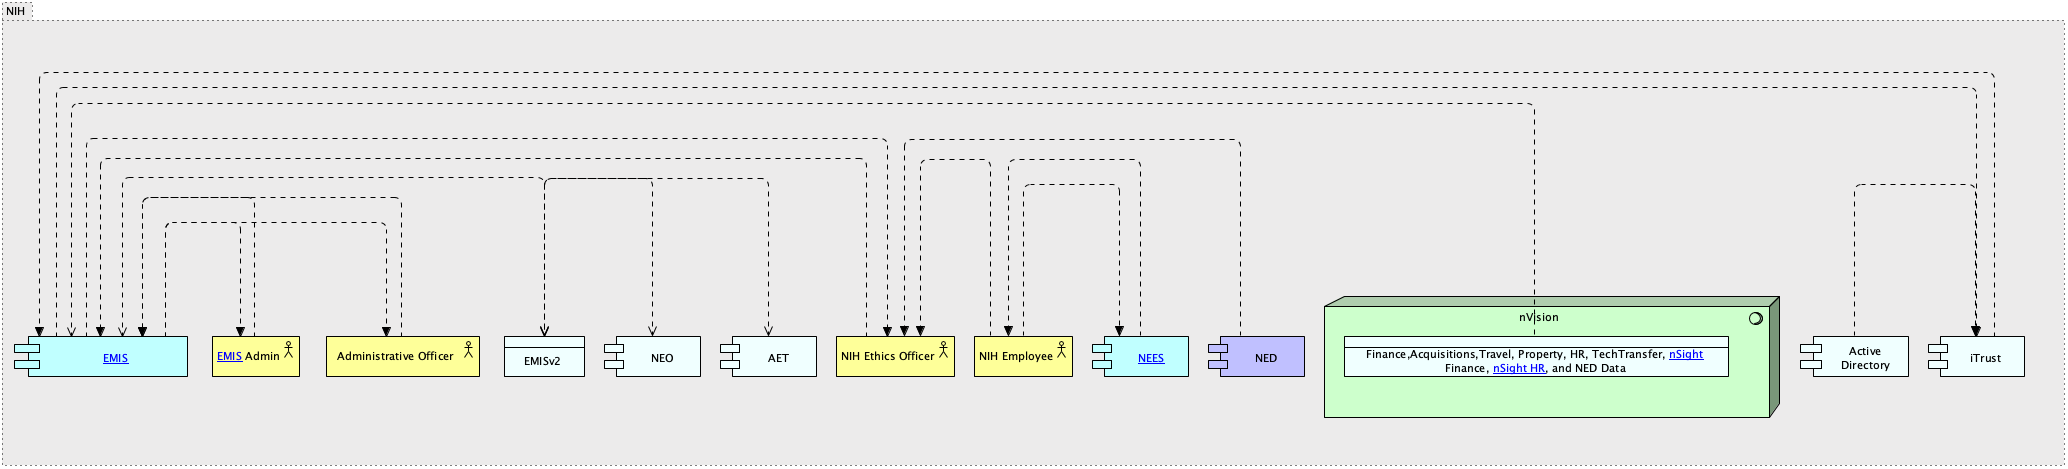 NIH
nVision
EMIS
EMIS Admin
Administrative Officer
EMISv2
NEO
AET
NIH Ethics Officer
NIH Employee
NEES
NED
Finance,Acquisitions,Travel, Property, HR, TechTransfer, nSight
Finance, nSight HR, and NED Data
Active
Directory
iTrust